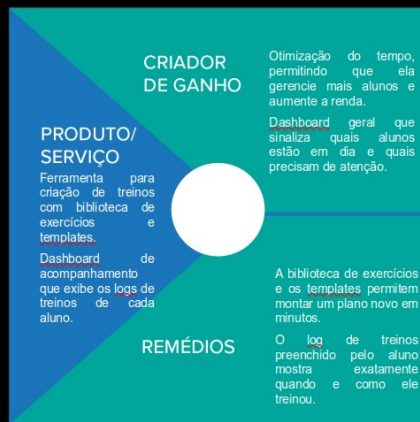 CRIADOR
DE GANHO
Otimização do tempo,
permitindo que ela
gerencie mais alunos e
aumente a renda.
Dashboard geral que
sinaliza quais alunos
estão em dia e quais
precisam de atenção.
PRODUTO/
SERVIÇO
Ferramenta para
criação de treinos
com biblioteca de
exercícios e
templates.
Dashboard de
acompanhamento
que exibe os logs de
treinos de cada
aluno.
REMÉDIOS
A biblioteca de exercícios
e os templates permitem
montar um plano novo em
minutos.
O log de treinos
preenchido pelo aluno
mostra exatamente
quando e como ele
treinou.